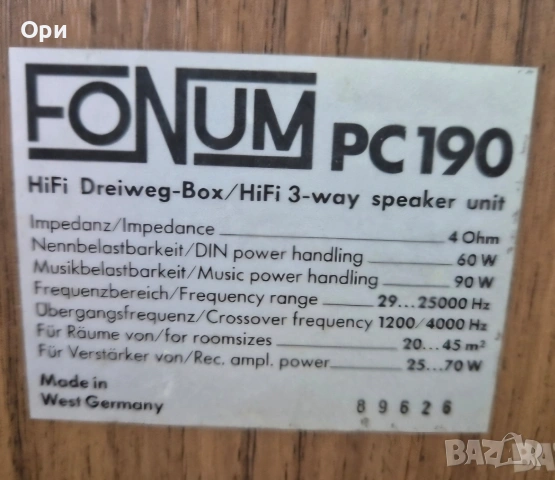 Ори
FONUM PC 190
HiFi Dreiweg-Box/HiFi 3-way speaker unit
Impedanz/Impedance 4 Ohm
Nennbelastbarkeit/DIN power handling 60 W
Musikbelastbarkeit/Music power handling 90 W
Frequenzbereich/Frequency range 29...25000 Hz
Übergangsfrequenz/Crossover frequency 1200/4000 Hz
Für Räume von/for roomsizes 20...45 m²
Für Verstärker von/Rec. ampl. power 25...70 W
Made in
West Germany 89626
BAZAR